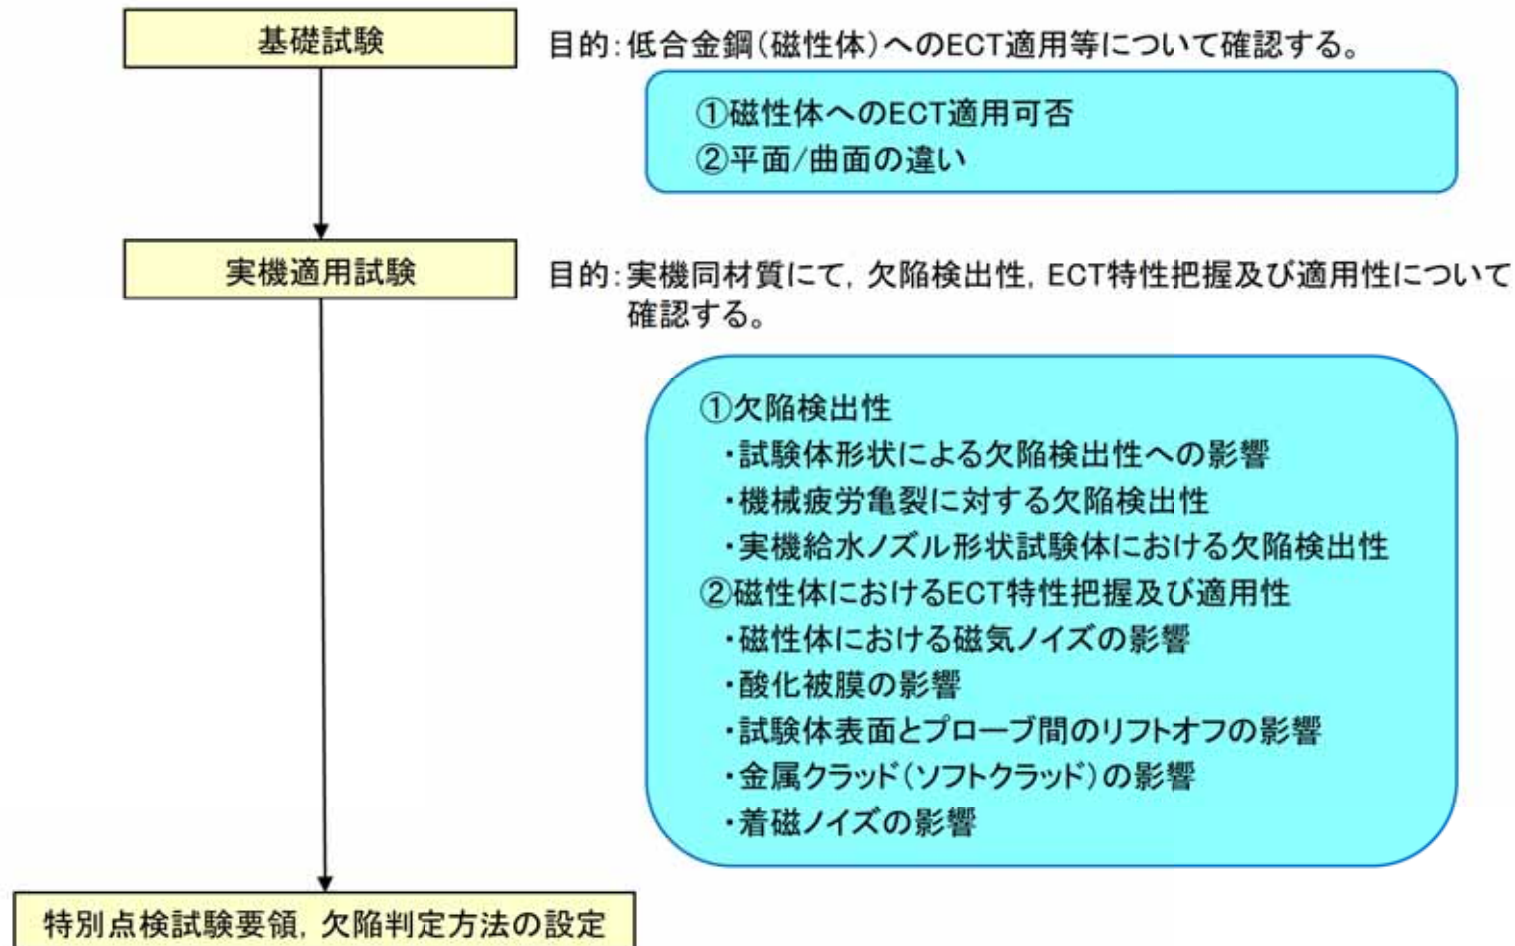 基礎試験
目的:低合金鋼(磁性体)へのECT適用等について確認する。
①磁性体へのECT適用可否
②平面/曲面の違い
実機適用試験
目的:実機同材質にて, 欠陥検出性, ECT特性把握及び適用性について
確認する。
①欠陥検出性
・試験体形状による欠陥検出性への影響
・機械疲労亀裂に対する欠陥検出性
・実機給水ノズル形状試験体における欠陥検出性
②磁性体におけるECT特性把握及び適用性
・磁性体における磁気ノイズの影響
・酸化被膜の影響
・試験体表面とプローブ間のリフトオフの影響
・金属クラッド(ソフトクラッド)の影響
・着磁ノイズの影響
特別点検試験要領, 欠陥判定方法の設定